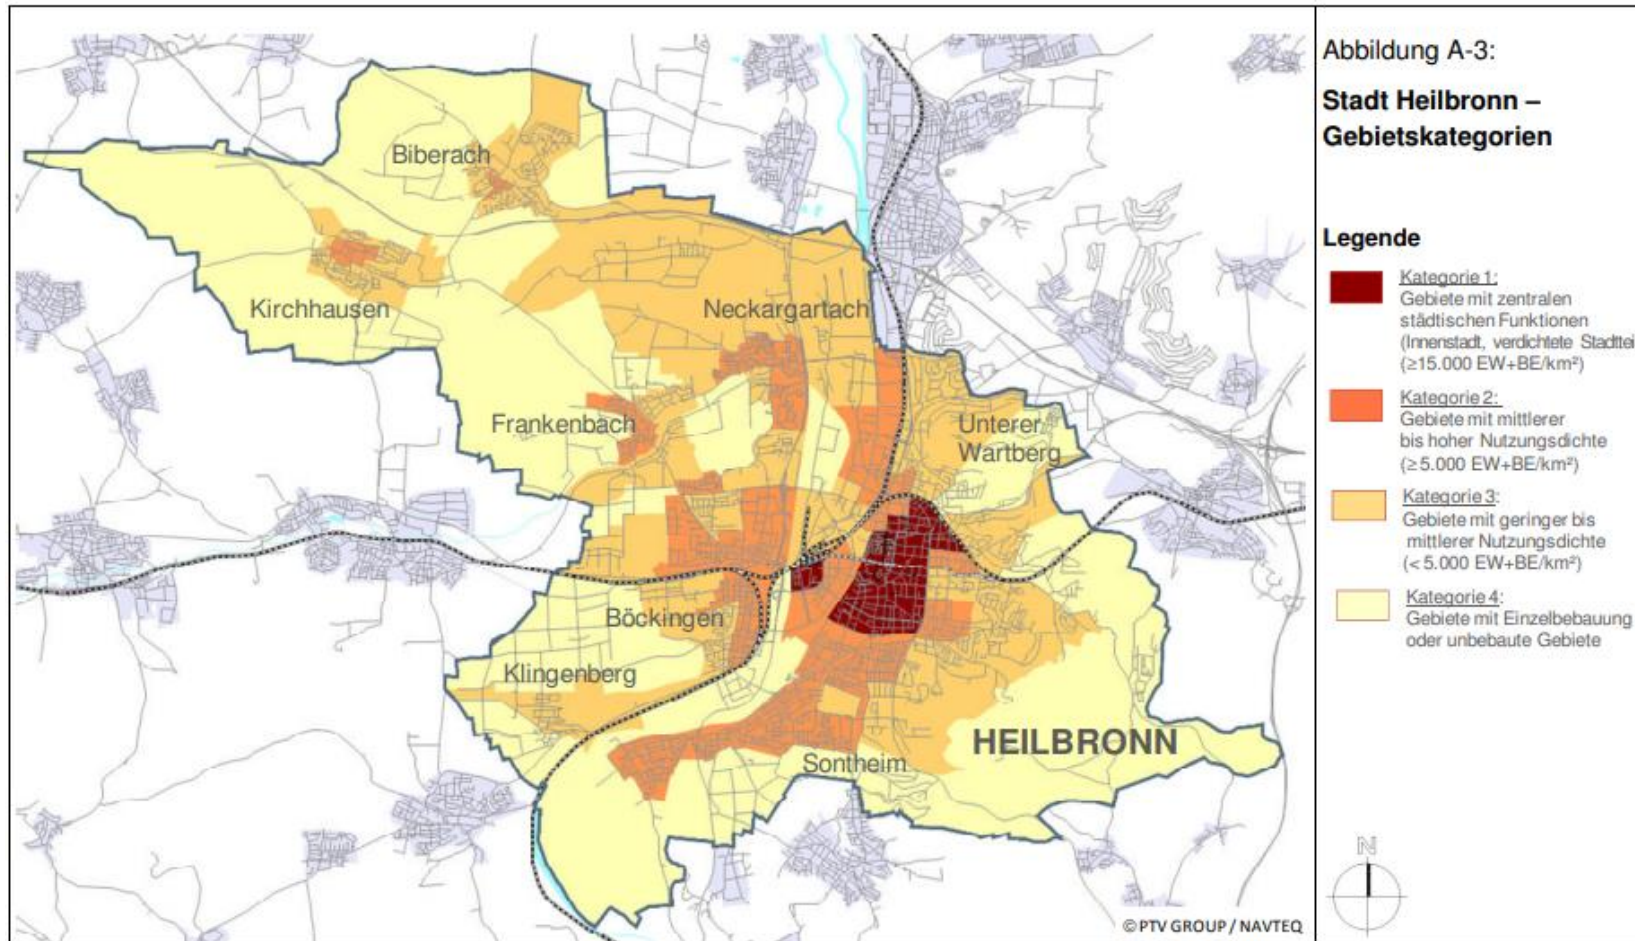 Abbildung A-3:
Stadt Heilbronn –
Gebietskategorien
Legende
Kategorie 1:
Gebiete mit zentralen
städtischen Funktionen
(Innenstadt, verdichtete Stadttei
(≥15.000 EW+BE/km²)
Kategorie 2:
Gebiete mit mittlerer
bis hoher Nutzungsdichte
(≥ 5.000 EW+BE/km²)
Kategorie 3:
Gebiete mit geringer bis
mittlerer Nutzungsdichte
(< 5.000 EW+BE/km²)
Kategorie 4:
Gebiete mit Einzelbebauung
oder unbebaute Gebiete
N
Biberach
Kirchhausen
Neckargartach
Frankenbach
Unterer
Wartberg
Böckingen
Klingenberg
HEILBRONN
Sontheim
©PTV GROUP / NAVTEQ